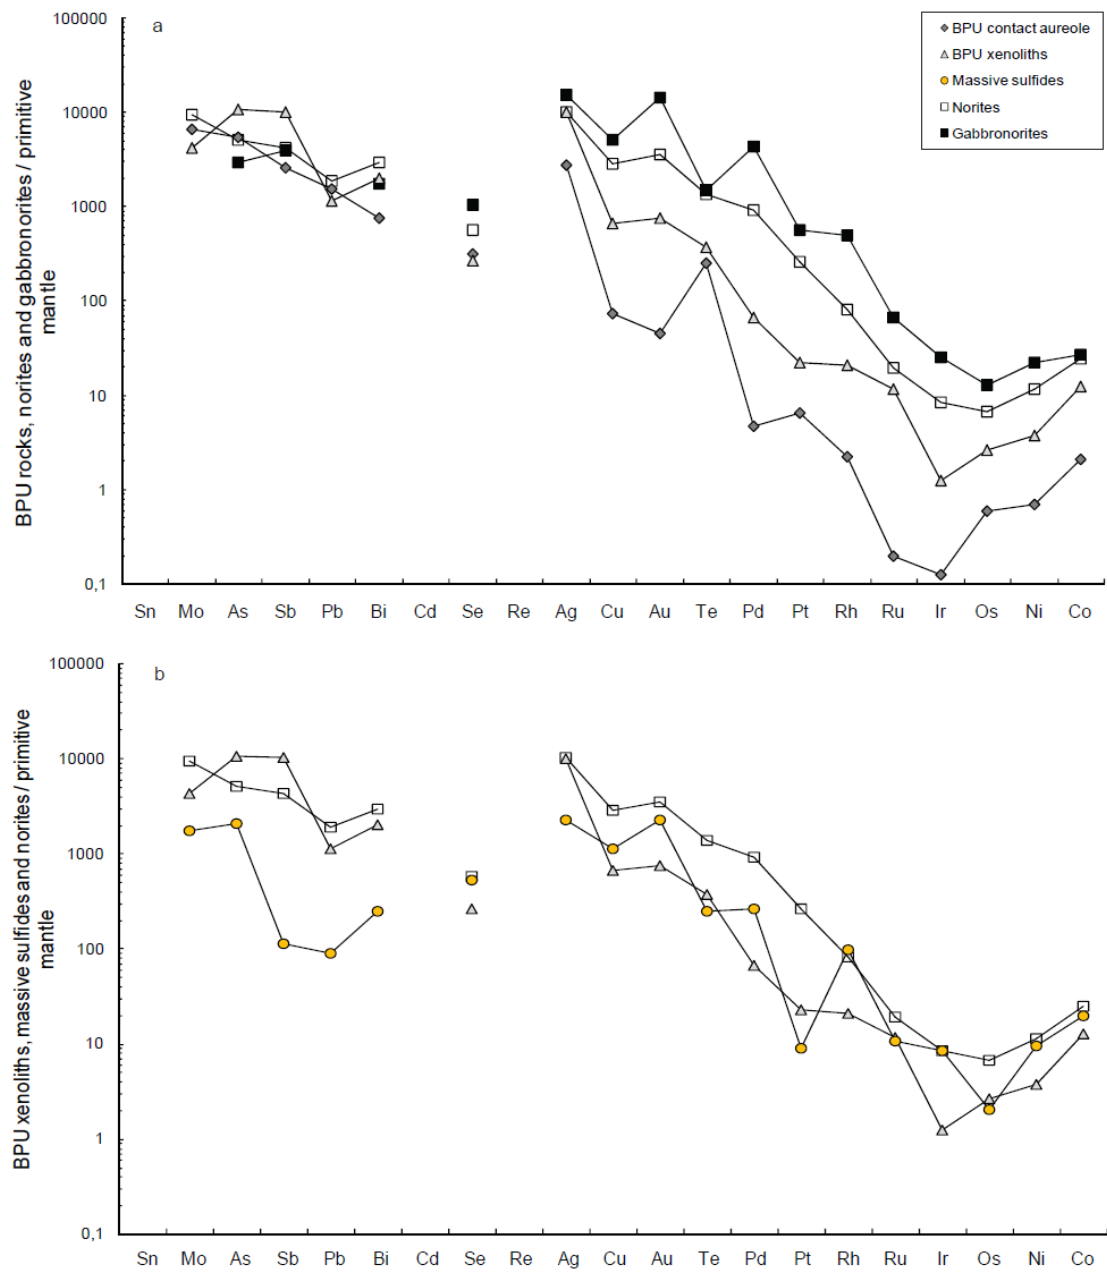 a
100000
10000
1000
100
10
1
0,1
BPU rocks, norites and gabbronorites / primitive
mantle
BPU contact aureole
BPU xenoliths
Massive sulfides
Norites
Gabbronorites
Sn Mo As Sb Pb Bi Cd Se Re Ag Cu Au Te Pd Pt Rh Ru Ir Os Ni Co
b
100000
10000
1000
100
10
1
0,1
BPU xenoliths, massive sulfides and norites / primitive
mantle
Sn Mo As Sb Pb Bi Cd Se Re Ag Cu Au Te Pd Pt Rh Ru Ir Os Ni Co